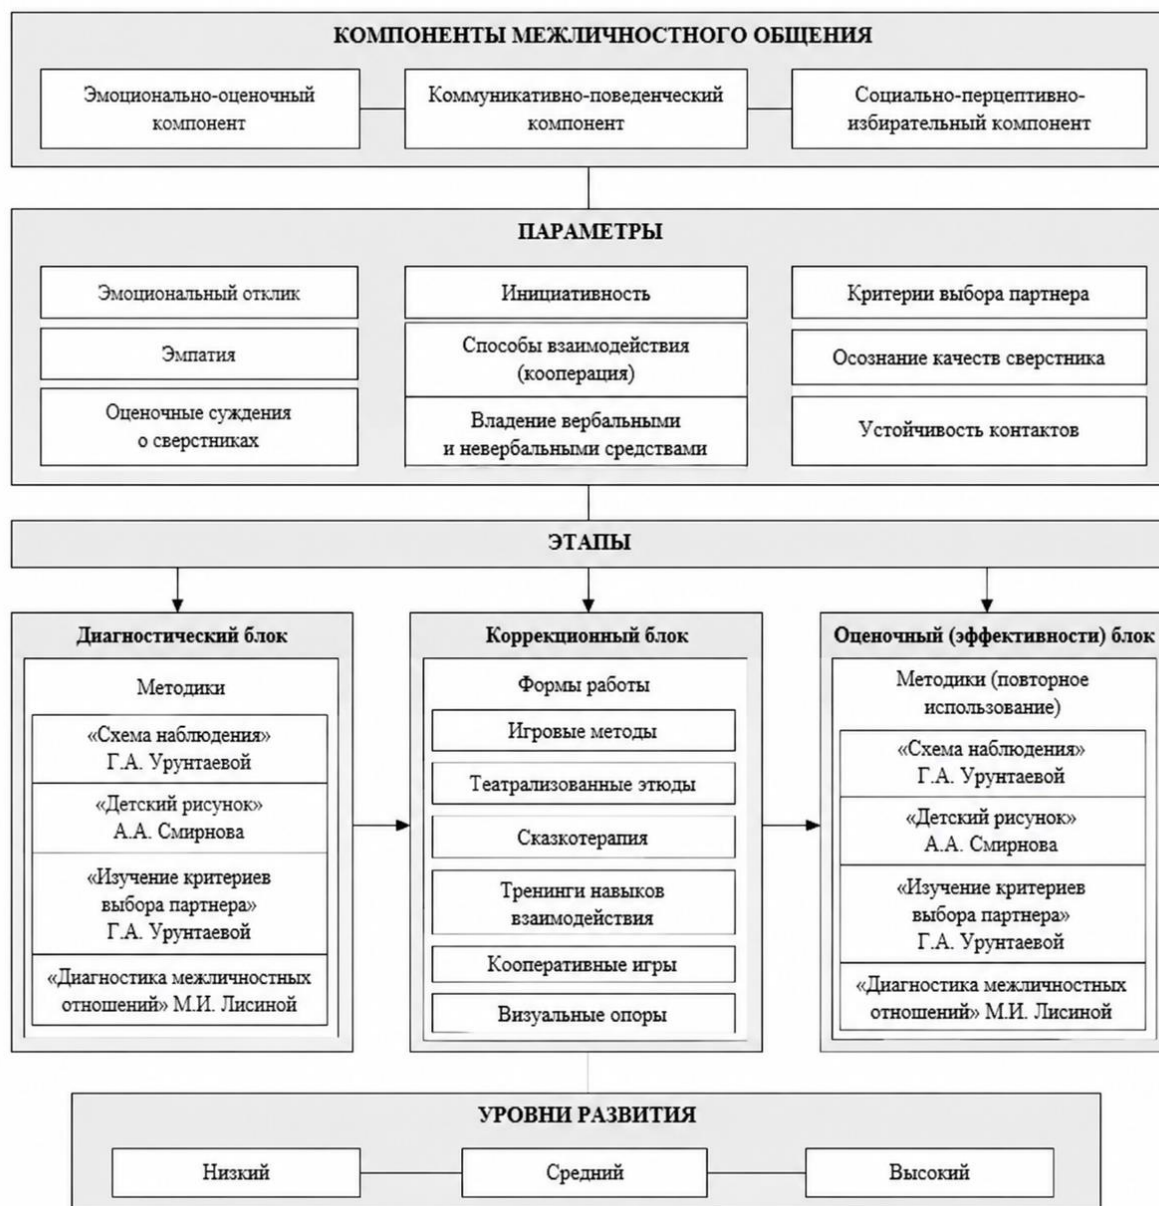 КОМПОНЕНТЫ МЕЖЛИЧНОСТНОГО ОБЩЕНИЯ
Эмоционально-оценочный
компонент
Коммуникативно-поведенческий
компонент
Социально-перцептивно-
избирательный компонент
ПАРАМЕТРЫ
Эмоциональный отклик
Эмпатия
Оценочные суждения
о сверстниках
Инициативность
Способы взаимодействия
(кооперация)
Владение вербальными
и невербальными средствами
Критерии выбора партнера
Осознание качеств сверстника
Устойчивость контактов
ЭТАПЫ
Диагностический блок
Методики
«Схема наблюдения»
Г.А. Урунтаевой
«Детский рисунок»
А.А. Смирнова
«Изучение критериев
выбора партнера»
Г.А. Урунтаевой
«Диагностика межличностных
отношений» М.И. Лисиной
Коррекционный блок
Формы работы
Игровые методы
Театрализованные этюды
Сказкотерапия
Тренинги навыков
взаимодействия
Кооперативные игры
Визуальные опоры
Оценочный (эффективности) блок
Методики (повторное
использование)
«Схема наблюдения»
Г.А. Урунтаевой
«Детский рисунок»
А.А. Смирнова
«Изучение критериев
выбора партнера»
Г.А. Урунтаевой
«Диагностика межличностных
отношений» М.И. Лисиной
УРОВНИ РАЗВИТИЯ
Низкий
Средний
Высокий